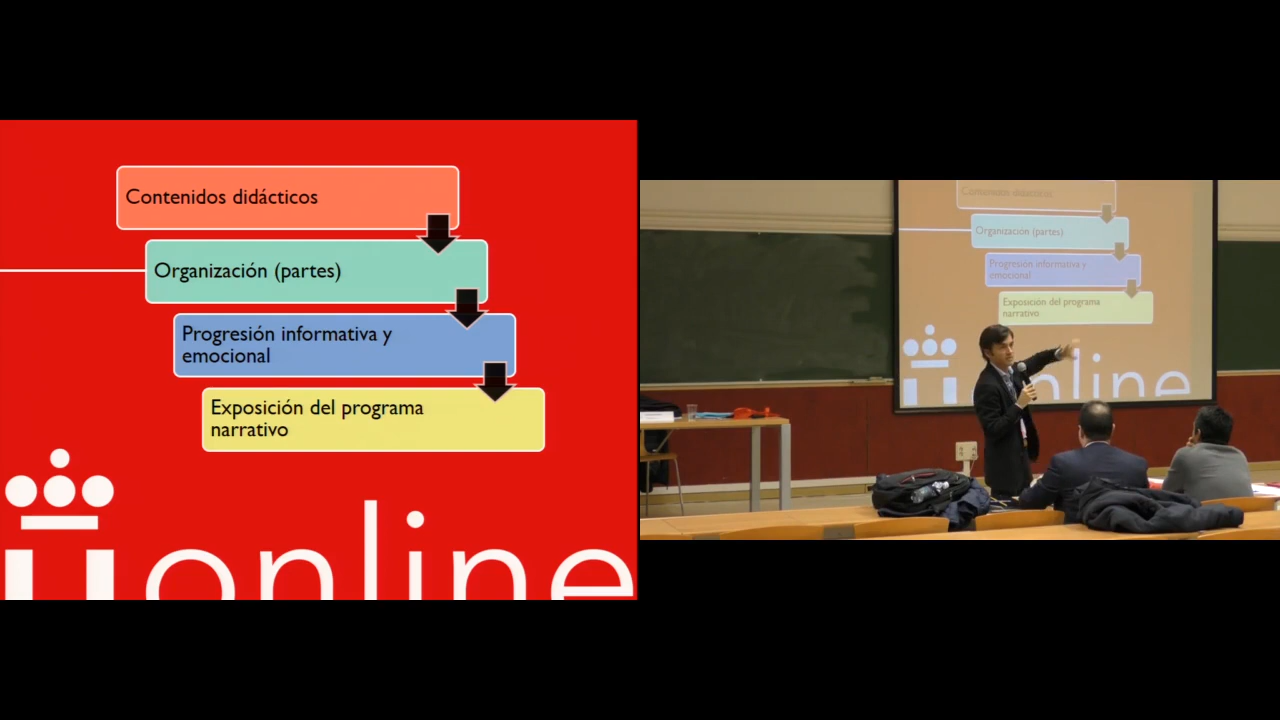 Contenidos didácticos
Organización (partes)
Progresión informativa y
emocional
Exposición del programa
narrativo
online
Contenidos didácticos
Organización (partes)
Progresión informativa y
emocional
Exposición del programa
narrativo
online